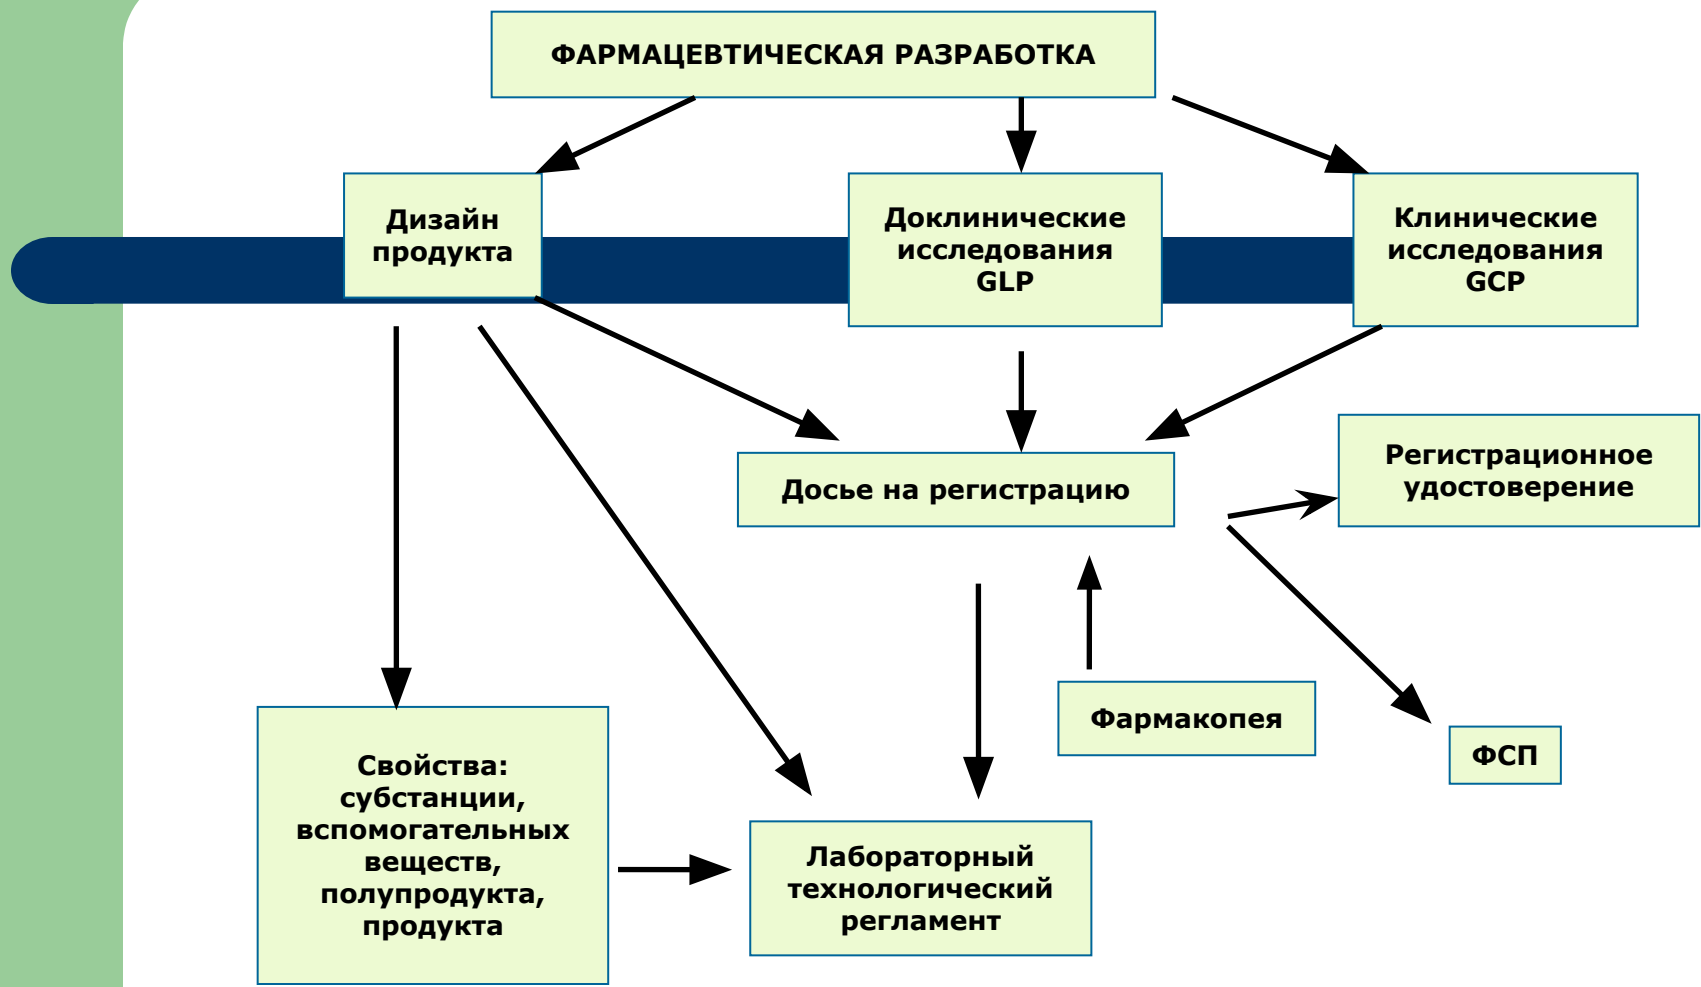 ФАРМАЦЕВТИЧЕСКАЯ РАЗРАБОТКА
Дизайн
продукта
Доклинические
исследования
GLP
Клинические
исследования
GCP
Досье на регистрацию
Регистрационное
удостоверение
Фармакопея
ФСП
Свойства:
субстанции,
вспомогательных
веществ,
полупродукта,
продукта
Лабораторный
технологический
регламент